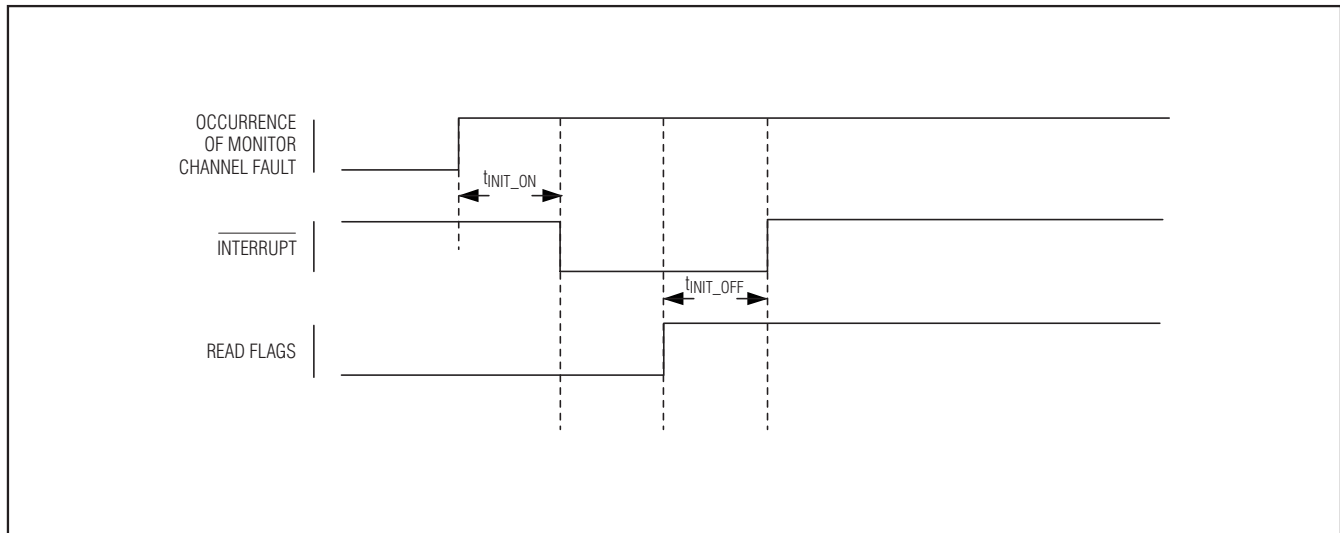 OCCURRENCE
OF MONITOR
CHANNEL FAULT
tINIT_ON
INTERRUPT
tINIT_OFF
READ FLAGS